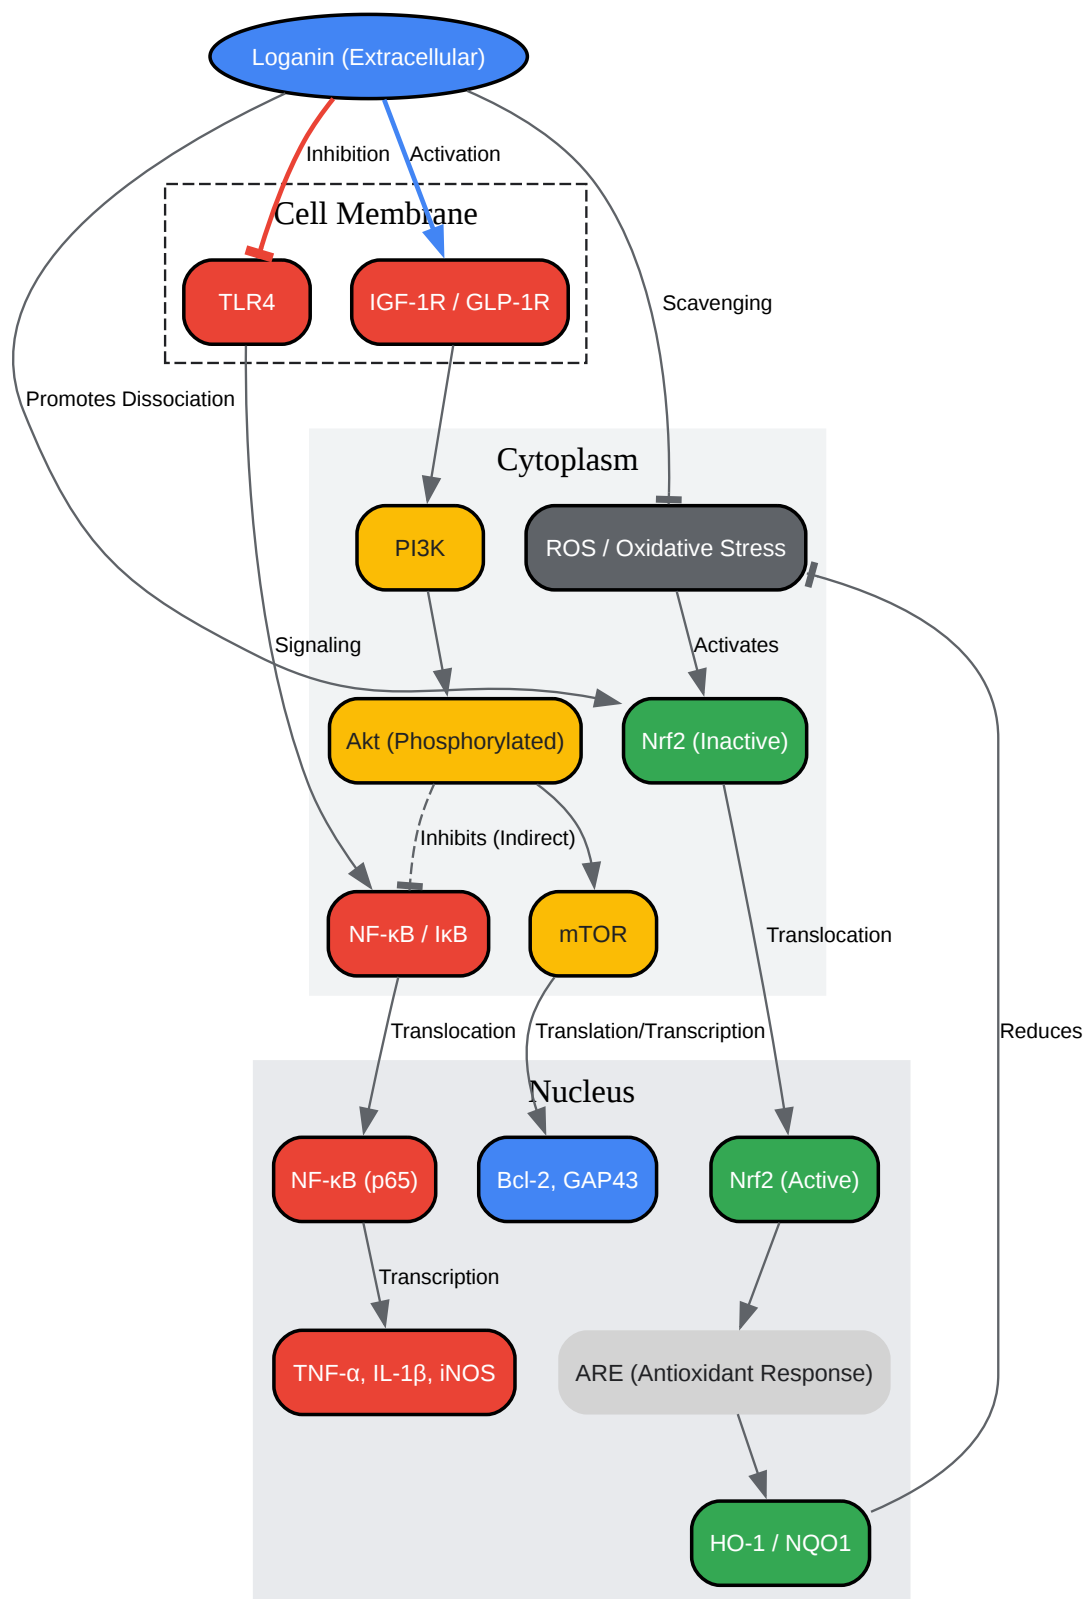 Loganin (Extracellular)
Inhibition
Activation
Cell Membrane
TLR4
IGF-1R / GLP-1R
Scavenging
Promotes Dissociation
Cytoplasm
PI3K
ROS / Oxidative Stress
Signaling
Activates
Akt (Phosphorylated)
Nrf2 (Inactive)
Inhibits (Indirect)
NF-κB / IκB
mTOR
Translocation
Translocation
Translation/Transcription
Reduces
Nucleus
NF-κB (p65)
Bcl-2, GAP43
Nrf2 (Active)
Transcription
TNF-α, IL-1β, iNOS
ARE (Antioxidant Response)
HO-1 / NQO1